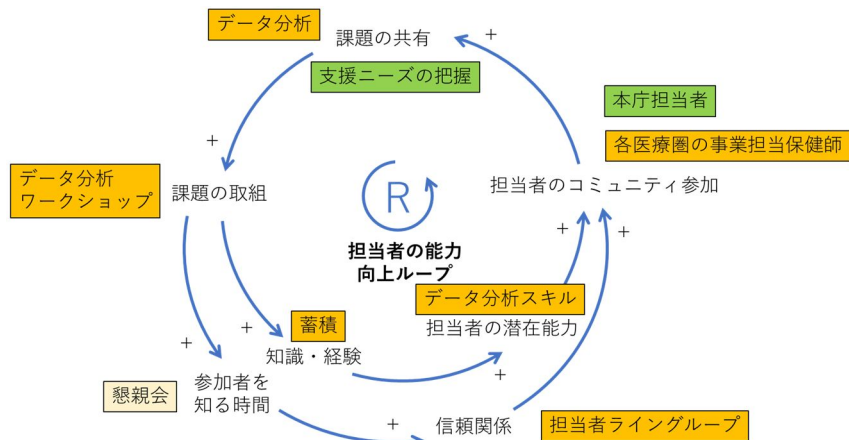 データ分析
課題の共有
+
支援ニーズの把握
本庁担当者
+
各医療圏の事業担当保健師
データ分析
ワークショップ
課題の取組
R
担当者のコミュニティ参加
担当者の能力
向上ループ
+
+
データ分析スキル
担当者の潜在能力
蓄積
+
知識・経験
+
+
参加者を
知る時間
懇親会
+
信頼関係
担当者ライングループ